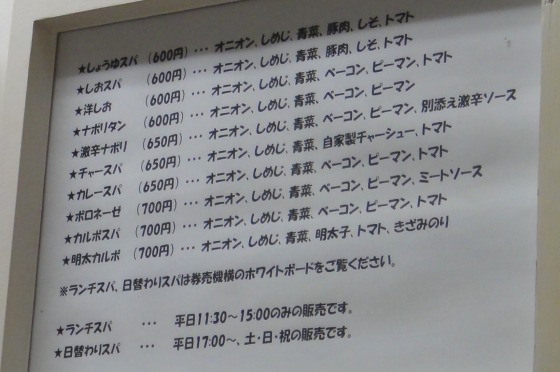 ★しょうゆスパ (600円)・・・ オニオン、しめじ、青菜、豚肉、しそ、トマト
★しおスパ (600円)・・・ オニオン、しめじ、青菜、豚肉、しそ、トマト
★洋しお (600円)・・・ オニオン、しめじ、青菜、ベーコン、ピーマン、トマト
★ナポリタン (600円)・・・ オニオン、しめじ、青菜、ベーコン、ピーマン
★激辛ナポリ (650円)・・・ オニオン、しめじ、青菜、ベーコン、ピーマン、別添え激辛ソース
★チャースパ (650円)・・・ オニオン、しめじ、青菜、自家製チャーシュー、トマト
★カレースパ (650円)・・・ オニオン、しめじ、青菜、ベーコン、ピーマン、トマト
★ボロネーゼ (700円)・・・ オニオン、しめじ、青菜、ベーコン、ピーマン、ミートソース
★カルボスパ (700円)・・・ オニオン、しめじ、青菜、ベーコン、ピーマン、トマト
★明太カルボ (700円)・・・ オニオン、しめじ、青菜、明太子、トマト、きざみのり
※ランチスパ、日替わりスパは券売機横のホワイトボードをご覧ください。
★ランチスパ ・・・ 平日11:30～15:00のみの販売です。
★日替わりスパ ・・・ 平日17:00～、土・日・祝の販売です。